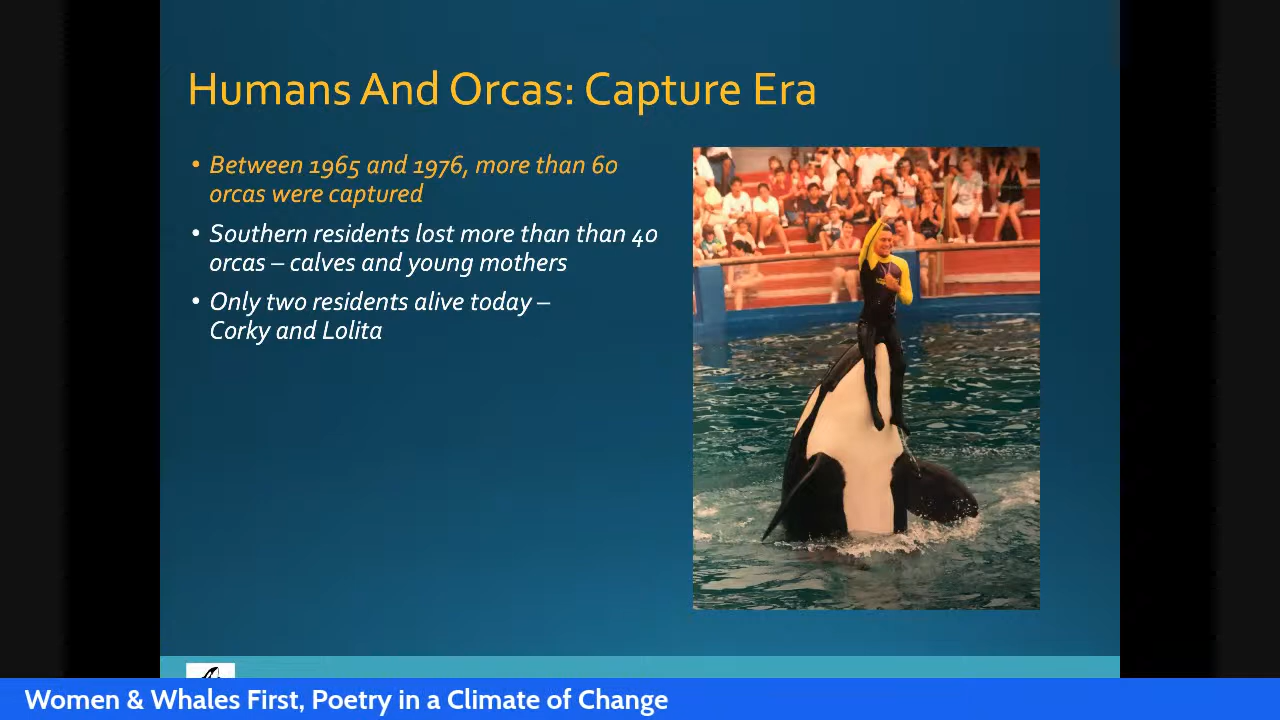 Humans And Orcas: Capture Era
• Between 1965 and 1976, more than 60
orcas were captured
• Southern residents lost more than than 40
orcas – calves and young mothers
• Only two residents alive today –
Corky and Lolita
Women & Whales First, Poetry in a Climate of Change